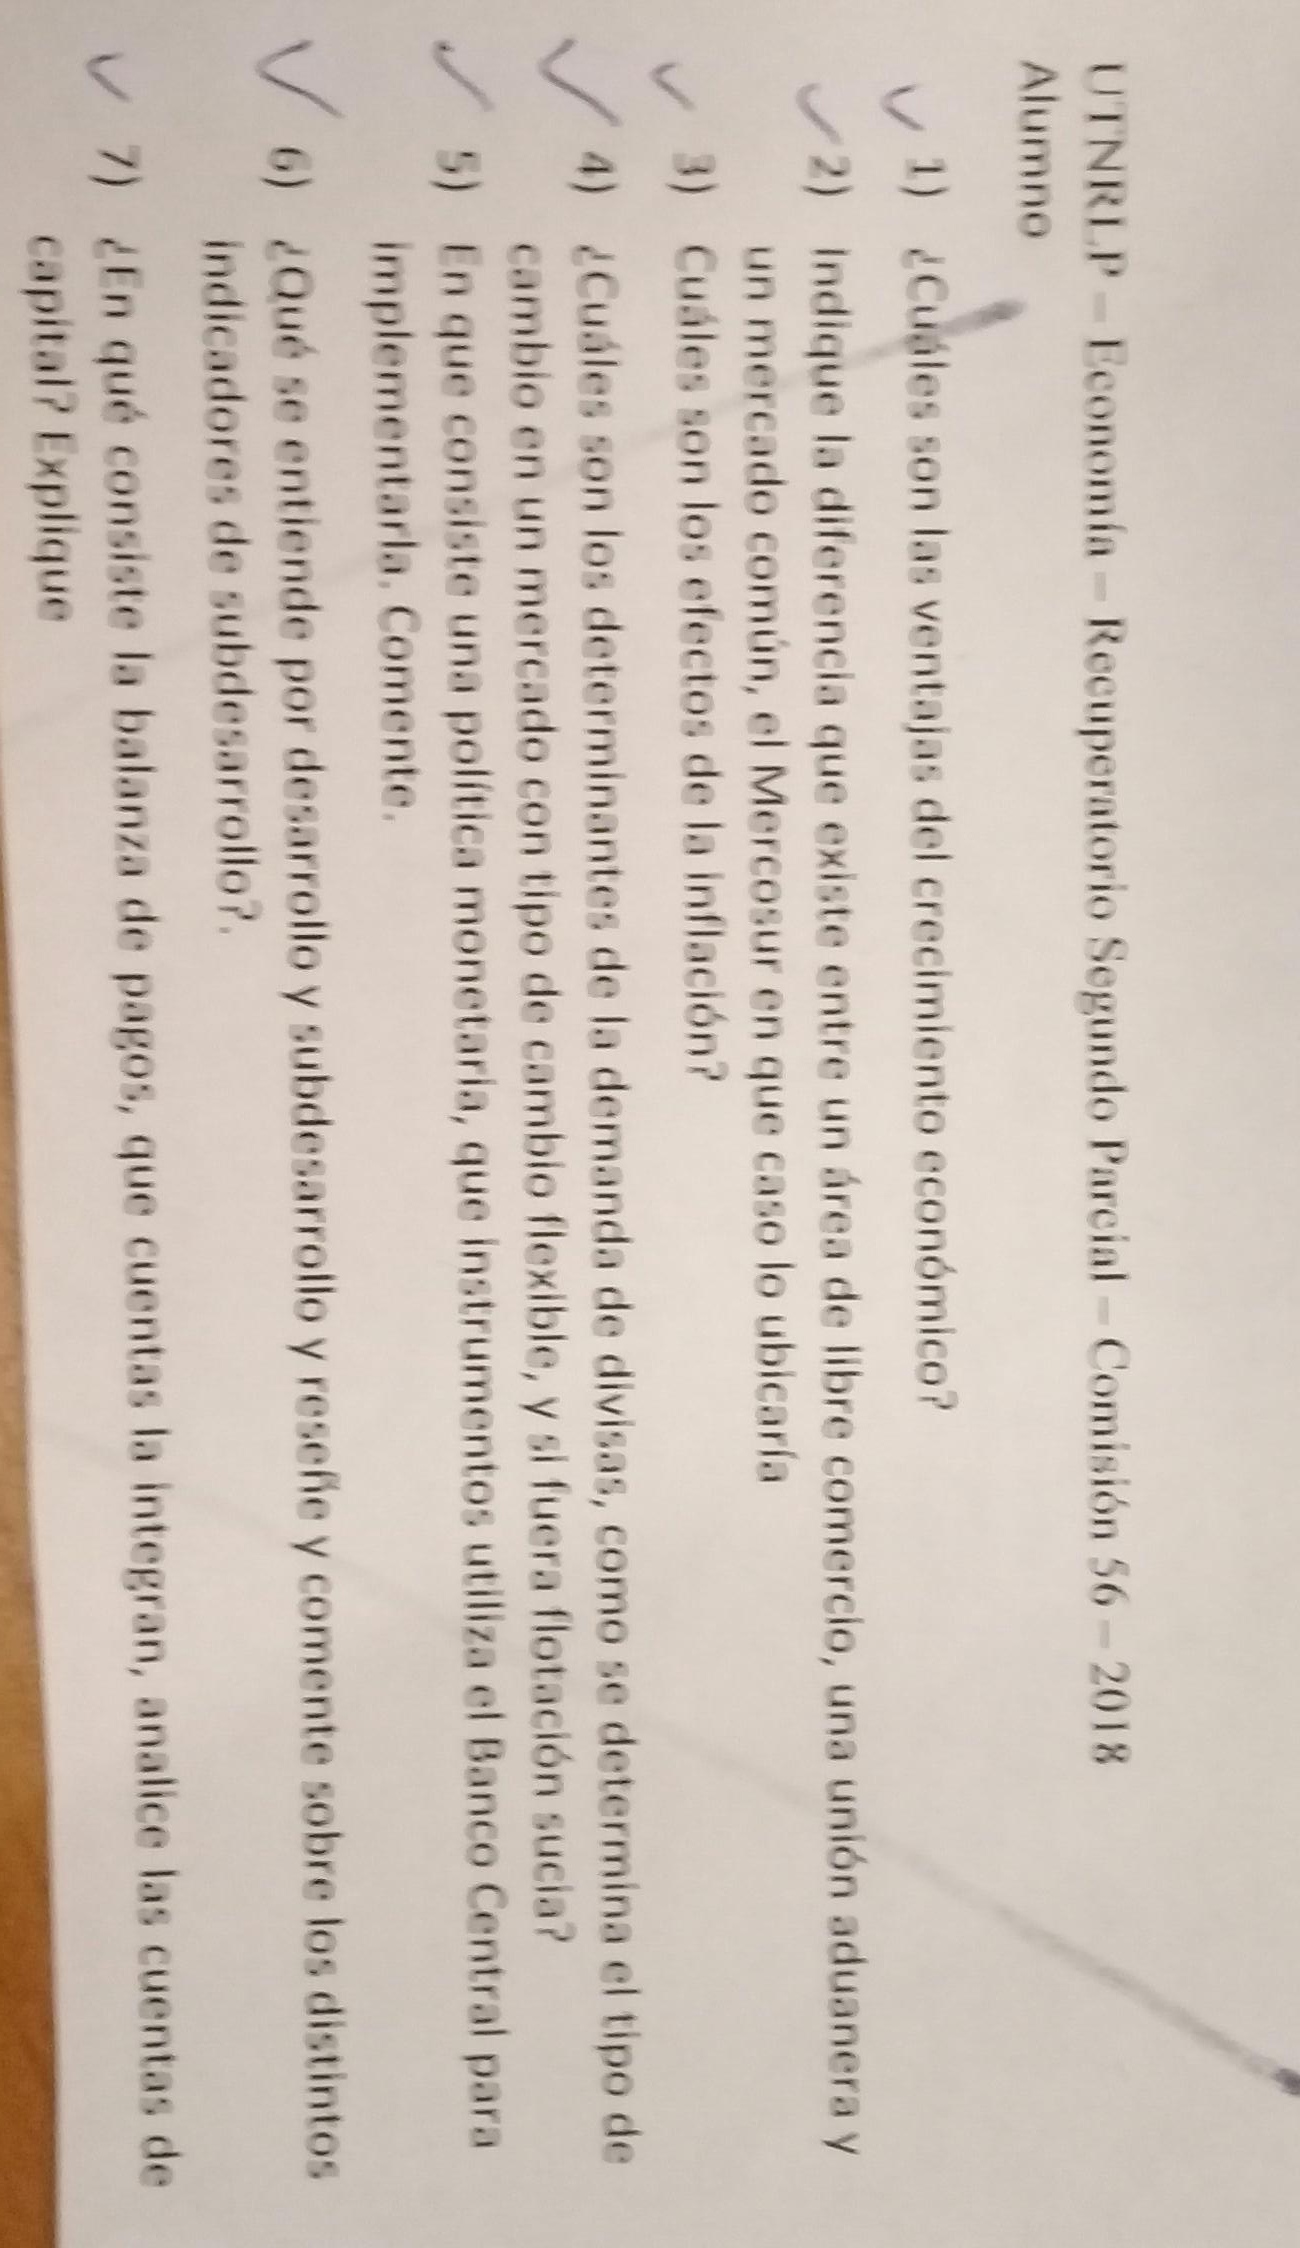 UTNRLP – Economía – Recuperatorio Segundo Parcial – Comisión 56 – 2018
Alumno
1) ¿Cuáles son las ventajas del crecimiento económico?
2) Indique la diferencia que existe entre un área de libre comercio, una unión aduanera y
un mercado común, el Mercosur en que caso lo ubicaría
3) Cuáles son los efectos de la inflación?
4) ¿Cuáles son los determinantes de la demanda de divisas, como se determina el tipo de
cambio en un mercado con tipo de cambio flexible, y si fuera flotación sucia?
5) En que consiste una política monetaria, que instrumentos utiliza el Banco Central para
implementarla. Comente.
6) ¿Qué se entiende por desarrollo y subdesarrollo y reseñe y comente sobre los distintos
indicadores de subdesarrollo?.
7) ¿En qué consiste la balanza de pagos, que cuentas la integran, analice las cuentas de
capital? Explique